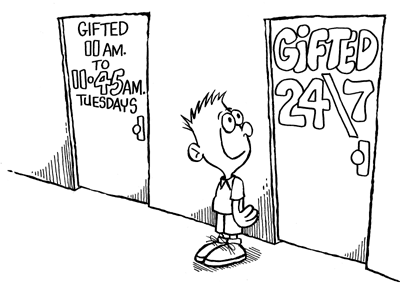 GIFTED
11 AM.
TO
11:45 AM.
TUESDAYS
GiFTED
24\7